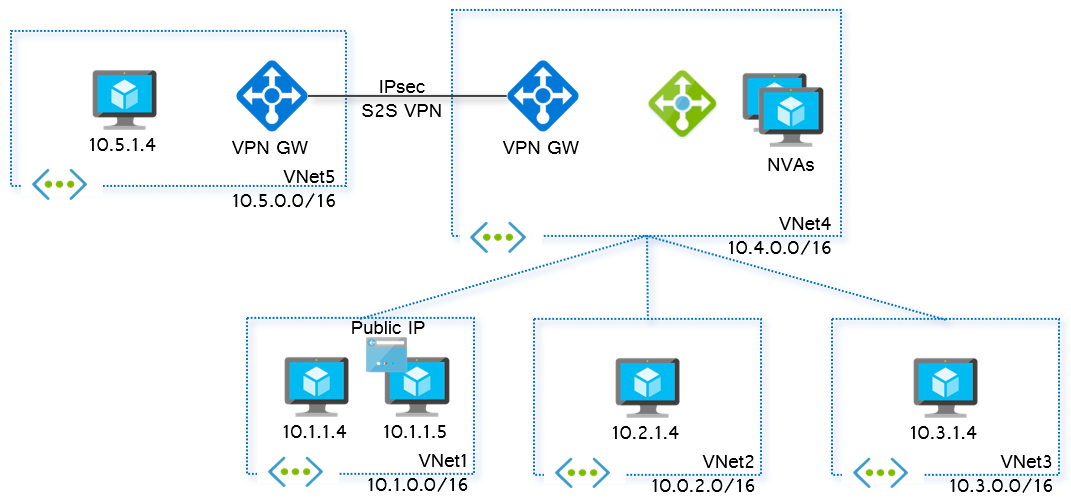 IPsec
S2S VPN
10.5.1.4
VPN GW
VNet5
10.5.0.0/16
VPN GW
NVAs
VNet4
10.4.0.0/16
Public IP
10.1.1.4
10.1.1.5
VNet1
10.1.0.0/16
10.2.1.4
VNet2
10.0.2.0/16
10.3.1.4
VNet3
10.3.0.0/16